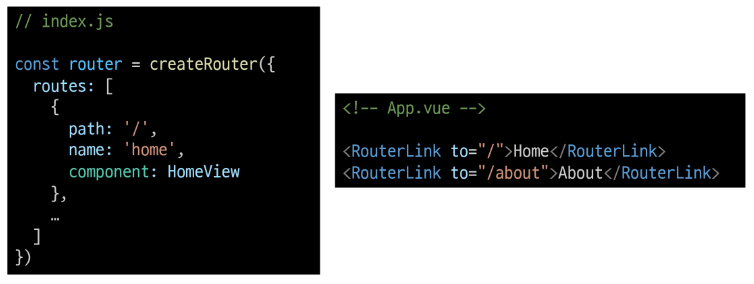 // index.js
const router = createRouter({
  routes: [
    {
      path: '/',
      name: 'home',
      component: HomeView
    },
    …
  ]
})
<!-- App.vue -->
<RouterLink to="/">Home</RouterLink>
<RouterLink to="/about">About</RouterLink>